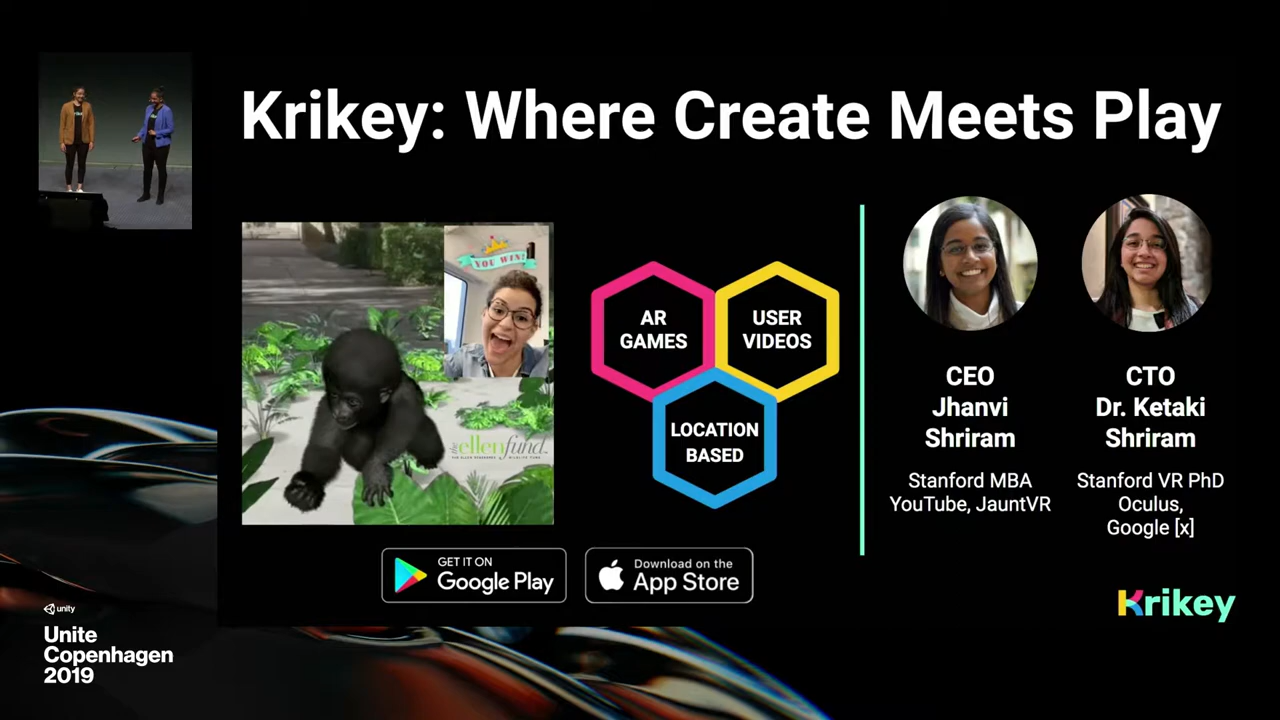 Krikey: Where Create Meets Play
YOU WIN!
the ellen fund
AR
GAMES
USER
VIDEOS
LOCATION
BASED
CEO
Jhanvi
Shriram
Stanford MBA
YouTube, JauntVR
CTO
Dr. Ketaki
Shriram
Stanford VR PhD
Oculus,
Google [x]
GET IT ON
Google Play
Download on the
App Store
Krikey
unity
Unite
Copenhagen
2019